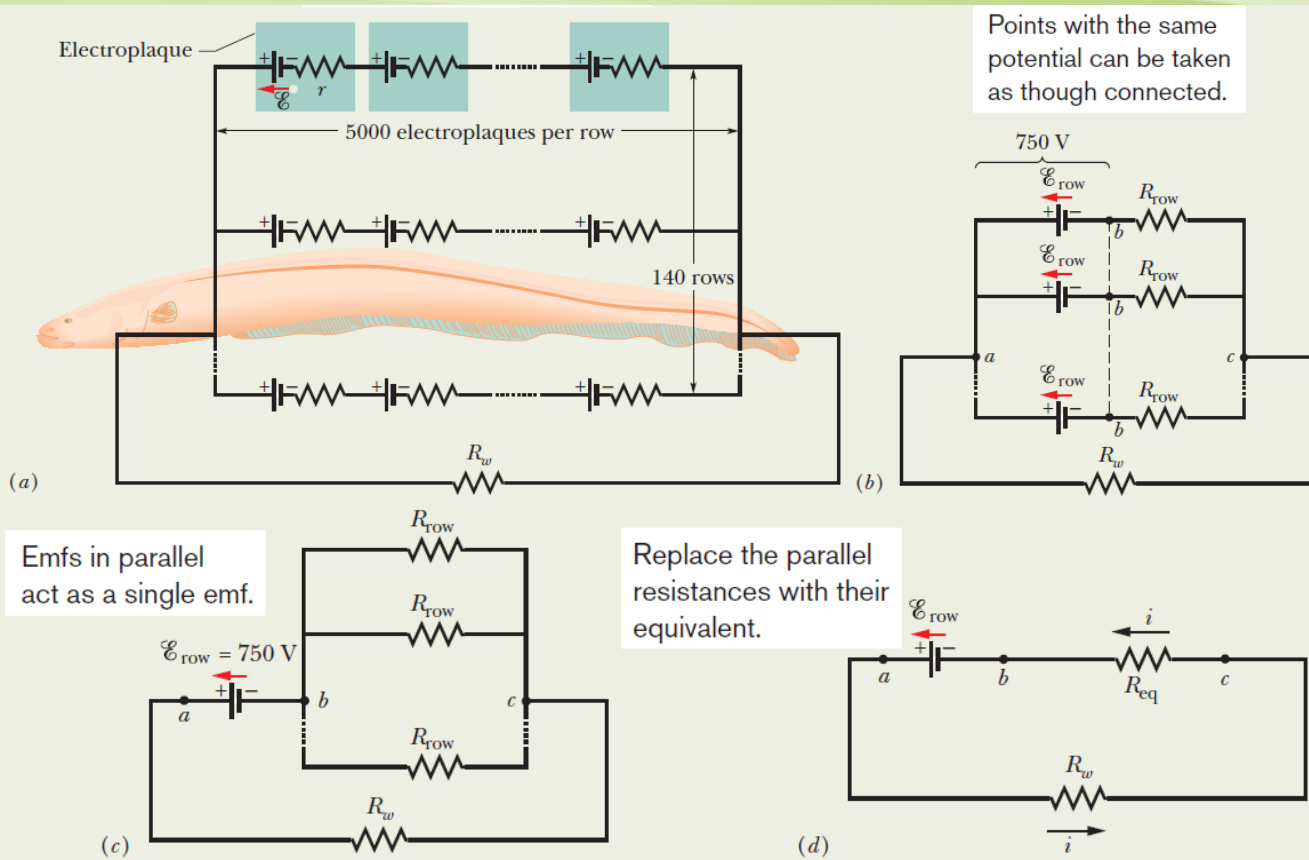 Electroplaque
+ − + − + −
ℰ r
5000 electroplaques per row
+ − + − + −
140 rows
+ − + − + −
R_w
(a)
Points with the same
potential can be taken
as though connected.
750 V
ℰ_row R_row
+ − b
ℰ_row R_row
+ − b
a c
ℰ_row R_row
+ − b
R_w
(b)
Emfs in parallel
act as a single emf.
R_row
R_row
ℰ_row = 750 V
+ −
a b c
R_row
R_w
(c)
Replace the parallel
resistances with their
equivalent.
ℰ_row i
+ −
a b R_eq c
R_w
i
(d)